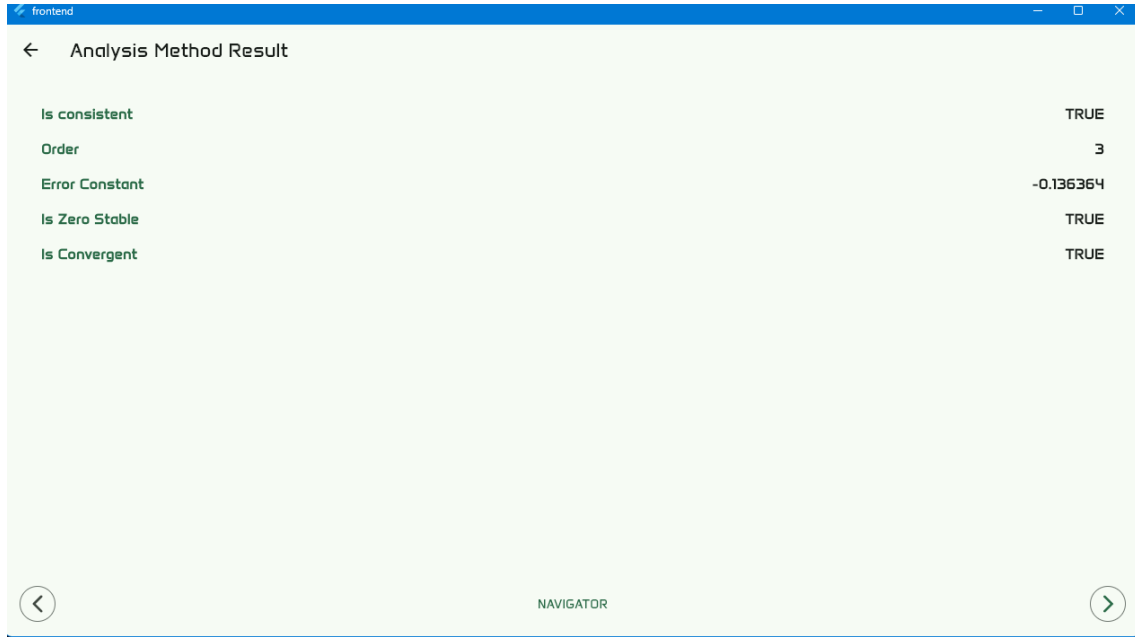 frontend
Analysis Method Result
Is consistent TRUE
Order 3
Error Constant -0.136364
Is Zero Stable TRUE
Is Convergent TRUE
NAVIGATOR